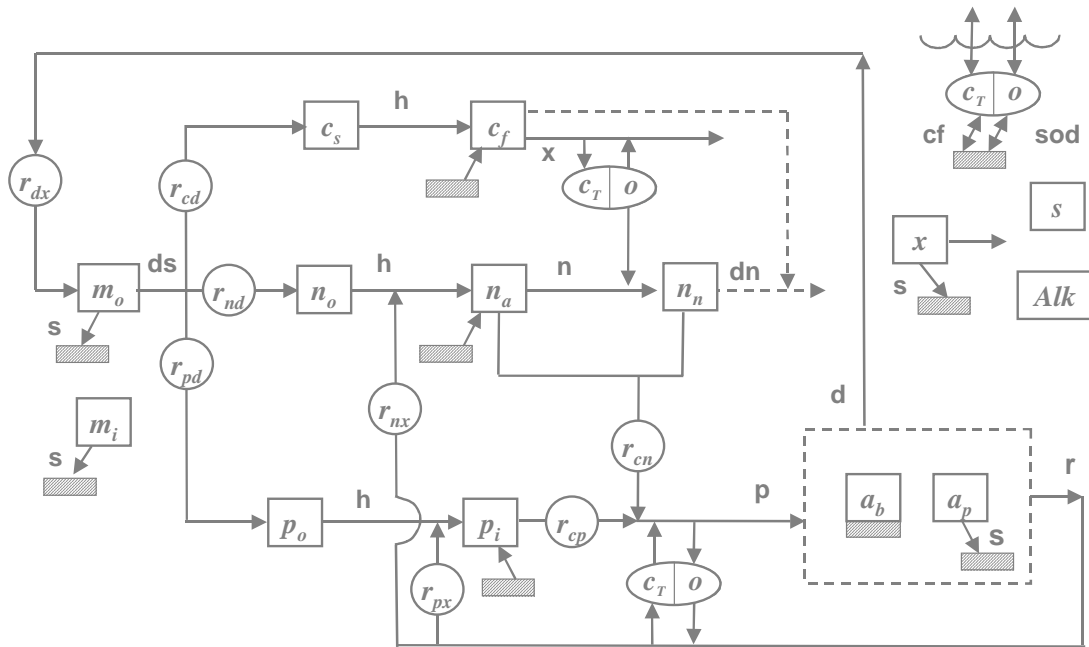 c_T o
cf sod
h
c_s c_f
x
r_dx r_cd c_T o
s
x
ds h n dn
m_o r_nd n_o n_a n_n
s Alk
s
r_pd
d
m_i r_nx
s r_cn
r
h p
a_b a_p
p_o p_i r_cp
s
r_px c_T o